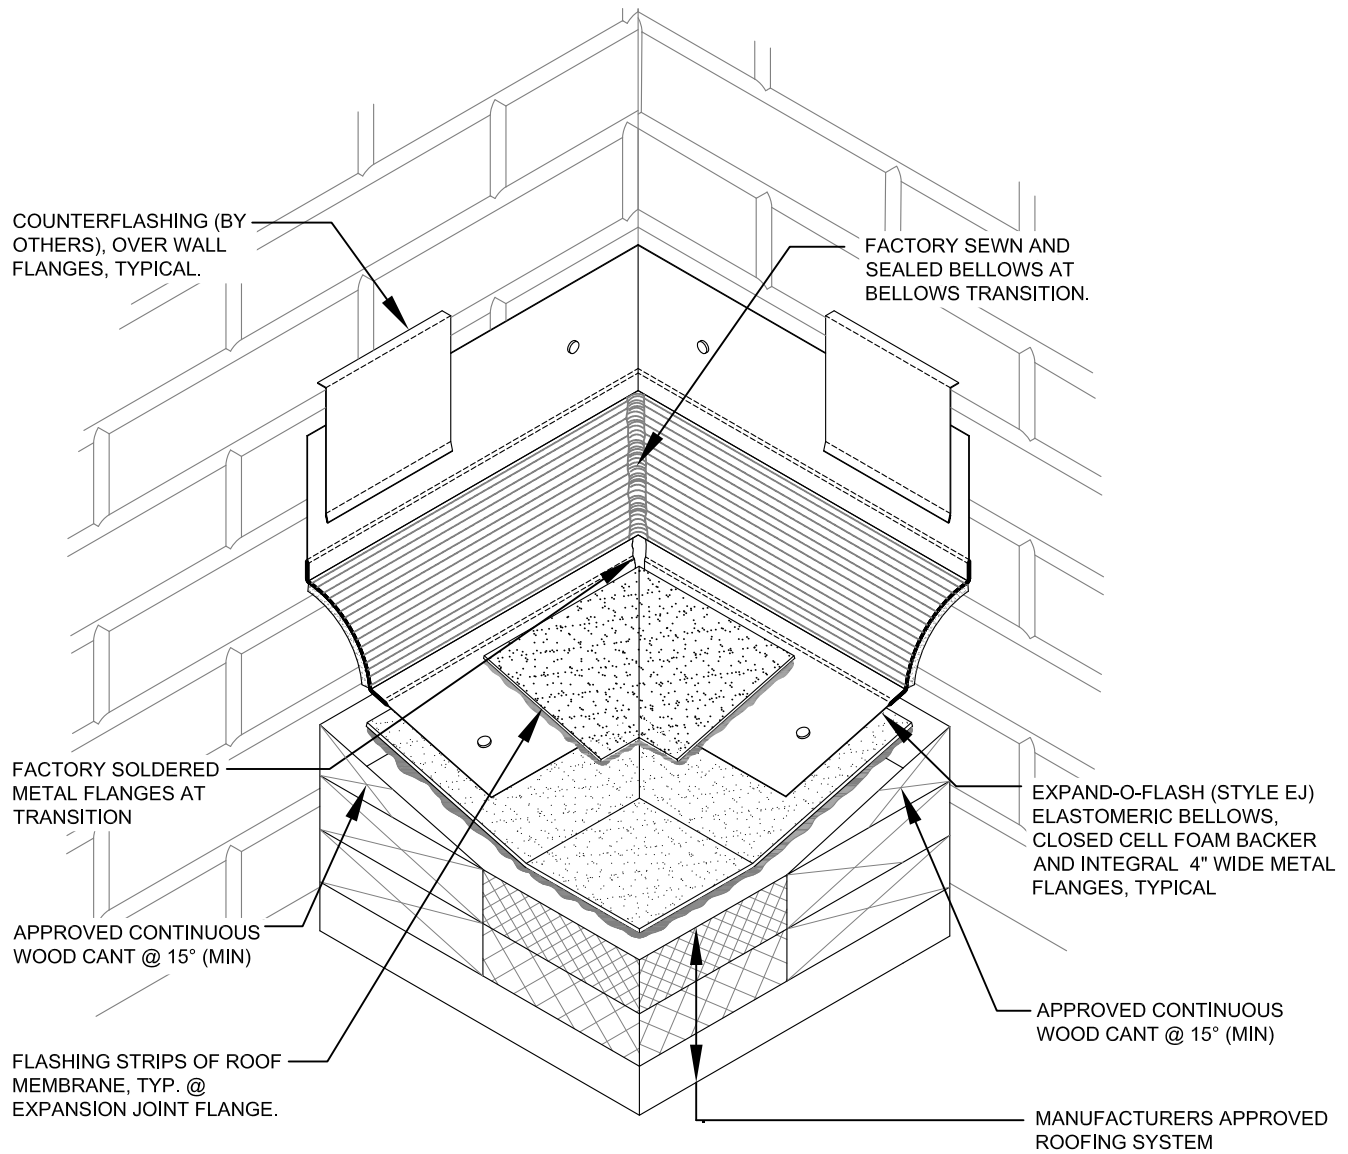 COUNTERFLASHING (BY
OTHERS), OVER WALL
FLANGES, TYPICAL.
FACTORY SEWN AND
SEALED BELLOWS AT
BELLOWS TRANSITION.
FACTORY SOLDERED
METAL FLANGES AT
TRANSITION
EXPAND-O-FLASH (STYLE EJ)
ELASTOMERIC BELLOWS,
CLOSED CELL FOAM BACKER
AND INTEGRAL 4" WIDE METAL
FLANGES, TYPICAL
APPROVED CONTINUOUS
WOOD CANT @ 15° (MIN)
APPROVED CONTINUOUS
WOOD CANT @ 15° (MIN)
FLASHING STRIPS OF ROOF
MEMBRANE, TYP. @
EXPANSION JOINT FLANGE.
MANUFACTURERS APPROVED
ROOFING SYSTEM